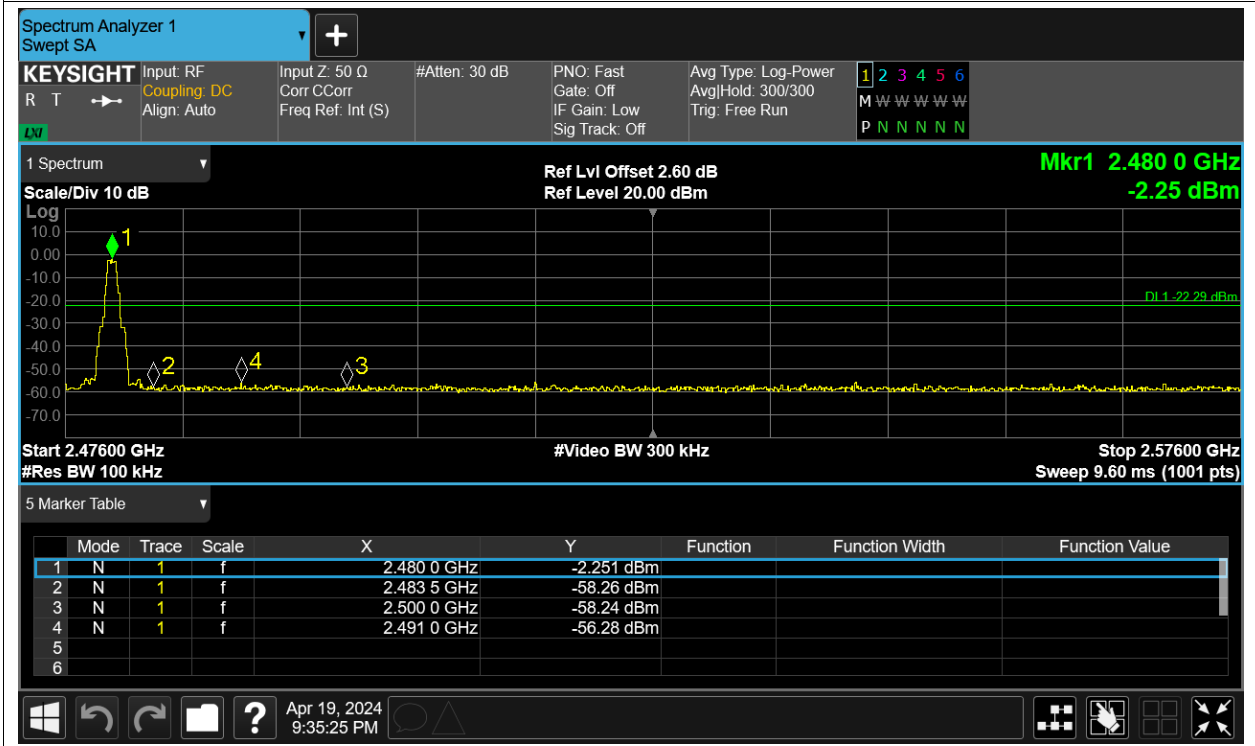 Spectrum Analyzer 1
Swept SA
KEYSIGHT
R T
LXI
Input: RF
Coupling: DC
Align: Auto
Input Z: 50 Ω
Corr CCorr
Freq Ref: Int (S)
#Atten: 30 dB
PNO: Fast
Gate: Off
IF Gain: Low
Sig Track: Off
Avg Type: Log-Power
Avg|Hold: 300/300
Trig: Free Run
1 2 3 4 5 6
M W W W W W
P N N N N N
1 Spectrum
Scale/Div 10 dB
Ref Lvl Offset 2.60 dB
Ref Level 20.00 dBm
Mkr1 2.480 0 GHz
-2.25 dBm
Log
10.0
0.00
-10.0
-20.0
-30.0
-40.0
-50.0
-60.0
-70.0
1
2
4
3
DL1 -22.29 dBm
Start 2.47600 GHz
#Video BW 300 kHz
Stop 2.57600 GHz
#Res BW 100 kHz
Sweep 9.60 ms (1001 pts)
5 Marker Table
Mode Trace Scale X Y Function Function Width Function Value
1 N 1 f 2.480 0 GHz -2.251 dBm
2 N 1 f 2.483 5 GHz -58.26 dBm
3 N 1 f 2.500 0 GHz -58.24 dBm
4 N 1 f 2.491 0 GHz -56.28 dBm
5
6
?
Apr 19, 2024
9:35:25 PM